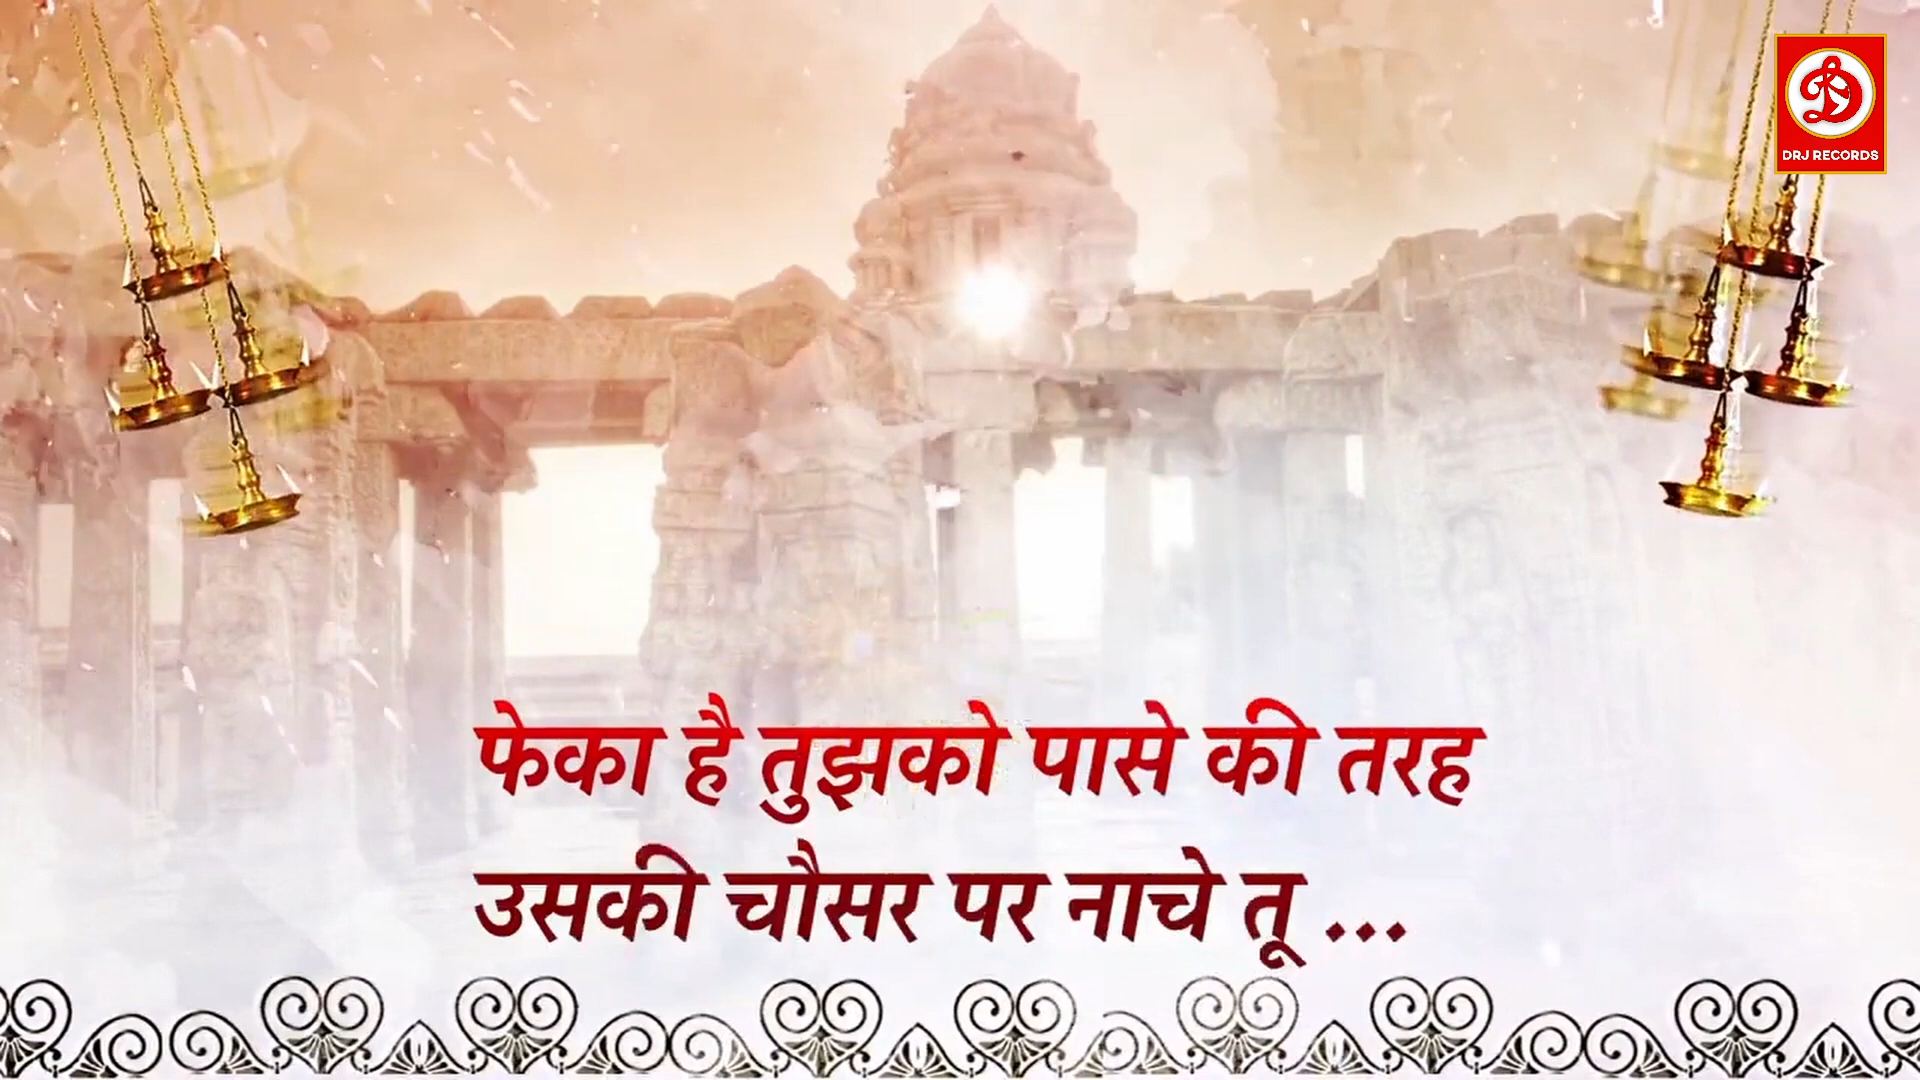 DRJ RECORDS
फेका है तुझको पासे की तरह
उसकी चौसर पर नाचे तू ...